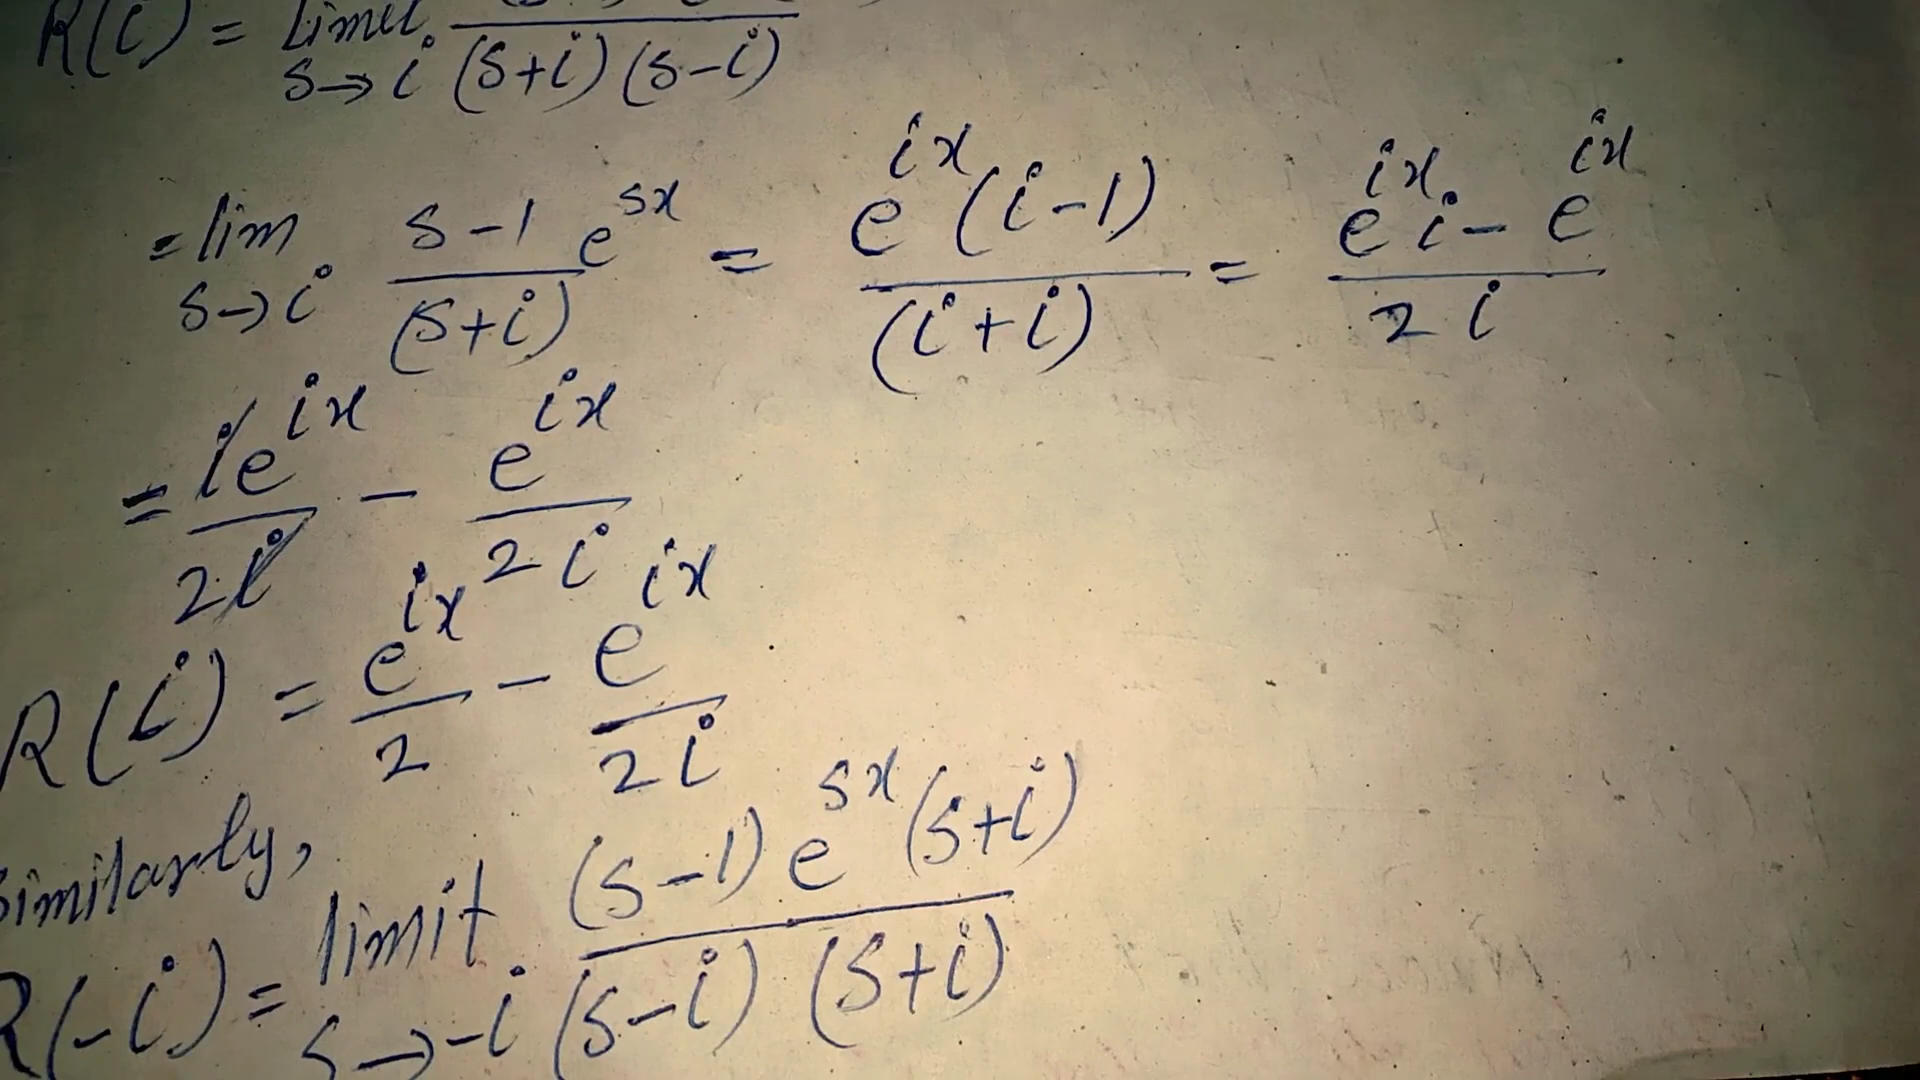 R(i) = limit s→i / (s+i)(s-i)
= lim s→i s-1 / (s+i) e^sx = e^ix (i-1) / (i+i) = e^ix i - e^ix / 2i
= ie^ix / 2i - e^ix / 2i
R(i) = e^ix / 2 - e^ix / 2i
Similarly,
R(-i) = limit s→-i (s-1) e^sx (s+i) / (s-i) (s+i)